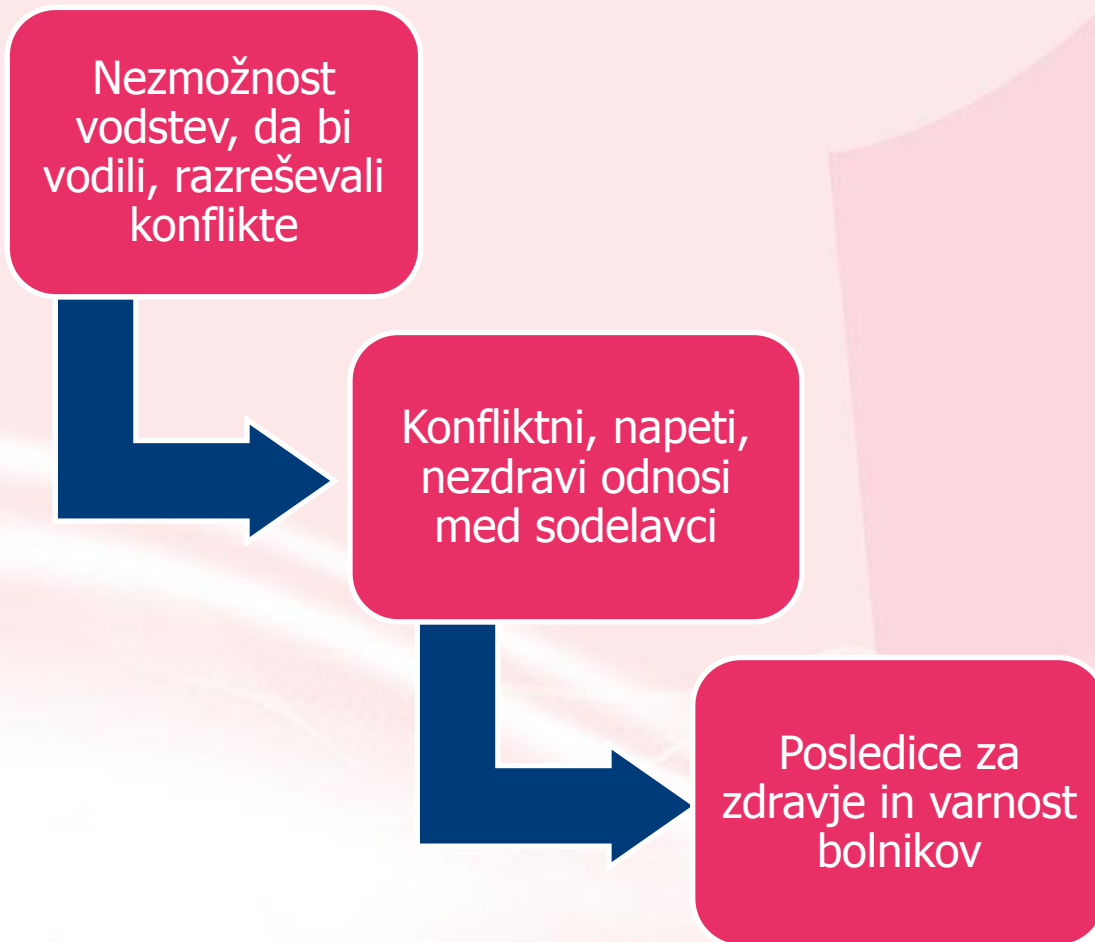 Nezmožnost
vodstev, da bi
vodili, razreševali
konflikte
Konfliktni, napeti,
nezdravi odnosi
med sodelavci
Posledice za
zdravje in varnost
bolnikov